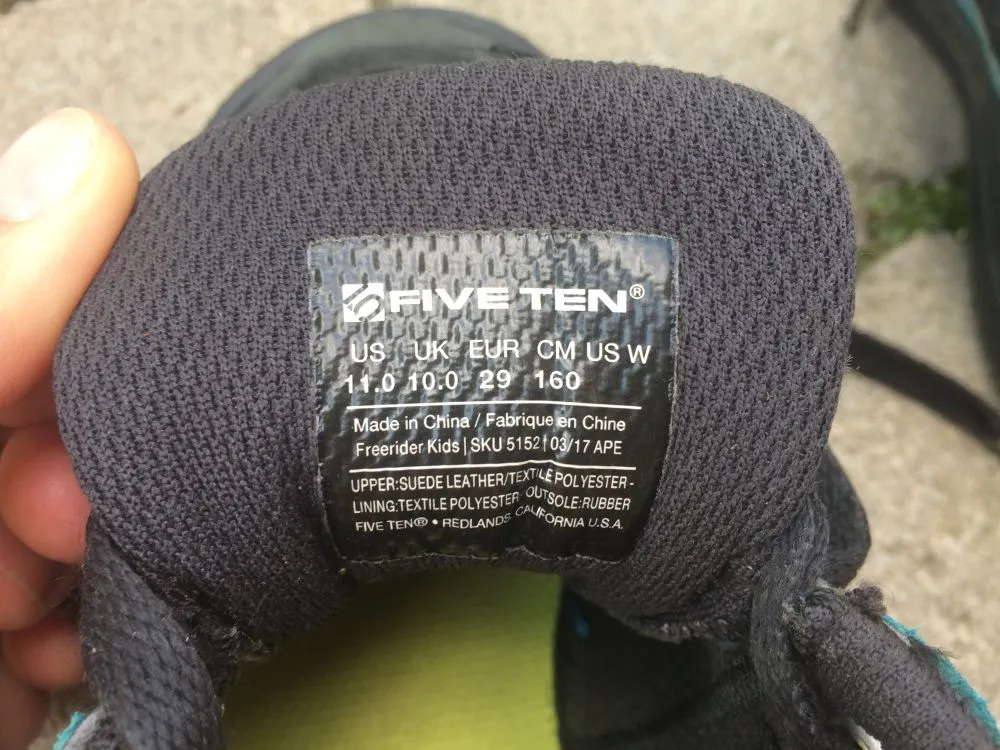 FIVE TEN®
US UK EUR CM US W
11.0 10.0 29 160
Made in China / Fabrique en Chine
Freerider Kids | SKU 5152 | 03/17 APE
UPPER:SUEDE LEATHER/TEXTILE POLYESTER-
LINING:TEXTILE POLYESTER OUTSOLE:RUBBER
FIVE TEN® • REDLANDS, CALIFORNIA U.S.A.